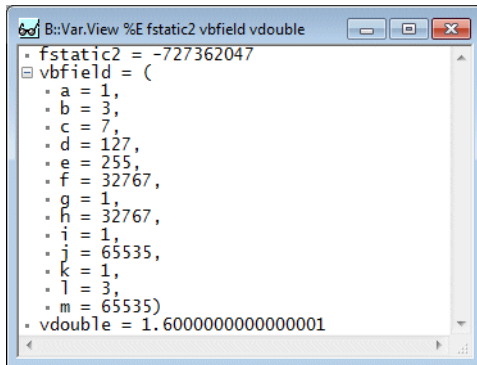 B::Var.View %E fstatic2 vbfield vdouble
fstatic2 = -727362047
vbfield = (
a = 1,
b = 3,
c = 7,
d = 127,
e = 255,
f = 32767,
g = 1,
h = 32767,
i = 1,
j = 65535,
k = 1,
l = 3,
m = 65535)
vdouble = 1.6000000000000001